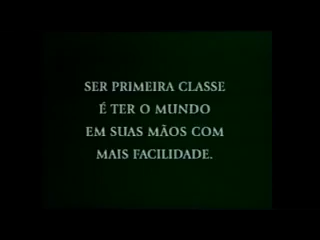 SER PRIMEIRA CLASSE
É TER O MUNDO
EM SUAS MÃOS COM
MAIS FACILIDADE.